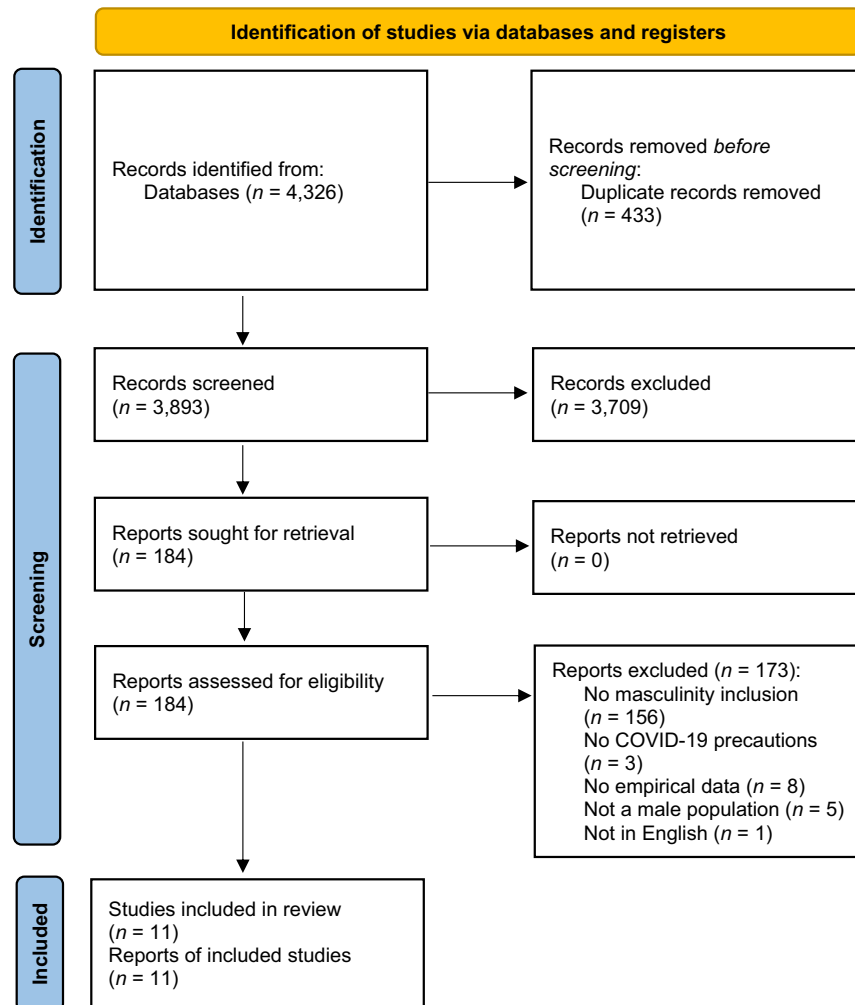 Identification of studies via databases and registers
Identification
Records identified from:
Databases (n = 4,326)
Records removed before
screening:
Duplicate records removed
(n = 433)
Screening
Records screened
(n = 3,893)
Records excluded
(n = 3,709)
Reports sought for retrieval
(n = 184)
Reports not retrieved
(n = 0)
Reports assessed for eligibility
(n = 184)
Reports excluded (n = 173):
No masculinity inclusion
(n = 156)
No COVID-19 precautions
(n = 3)
No empirical data (n = 8)
Not a male population (n = 5)
Not in English (n = 1)
Included
Studies included in review
(n = 11)
Reports of included studies
(n = 11)